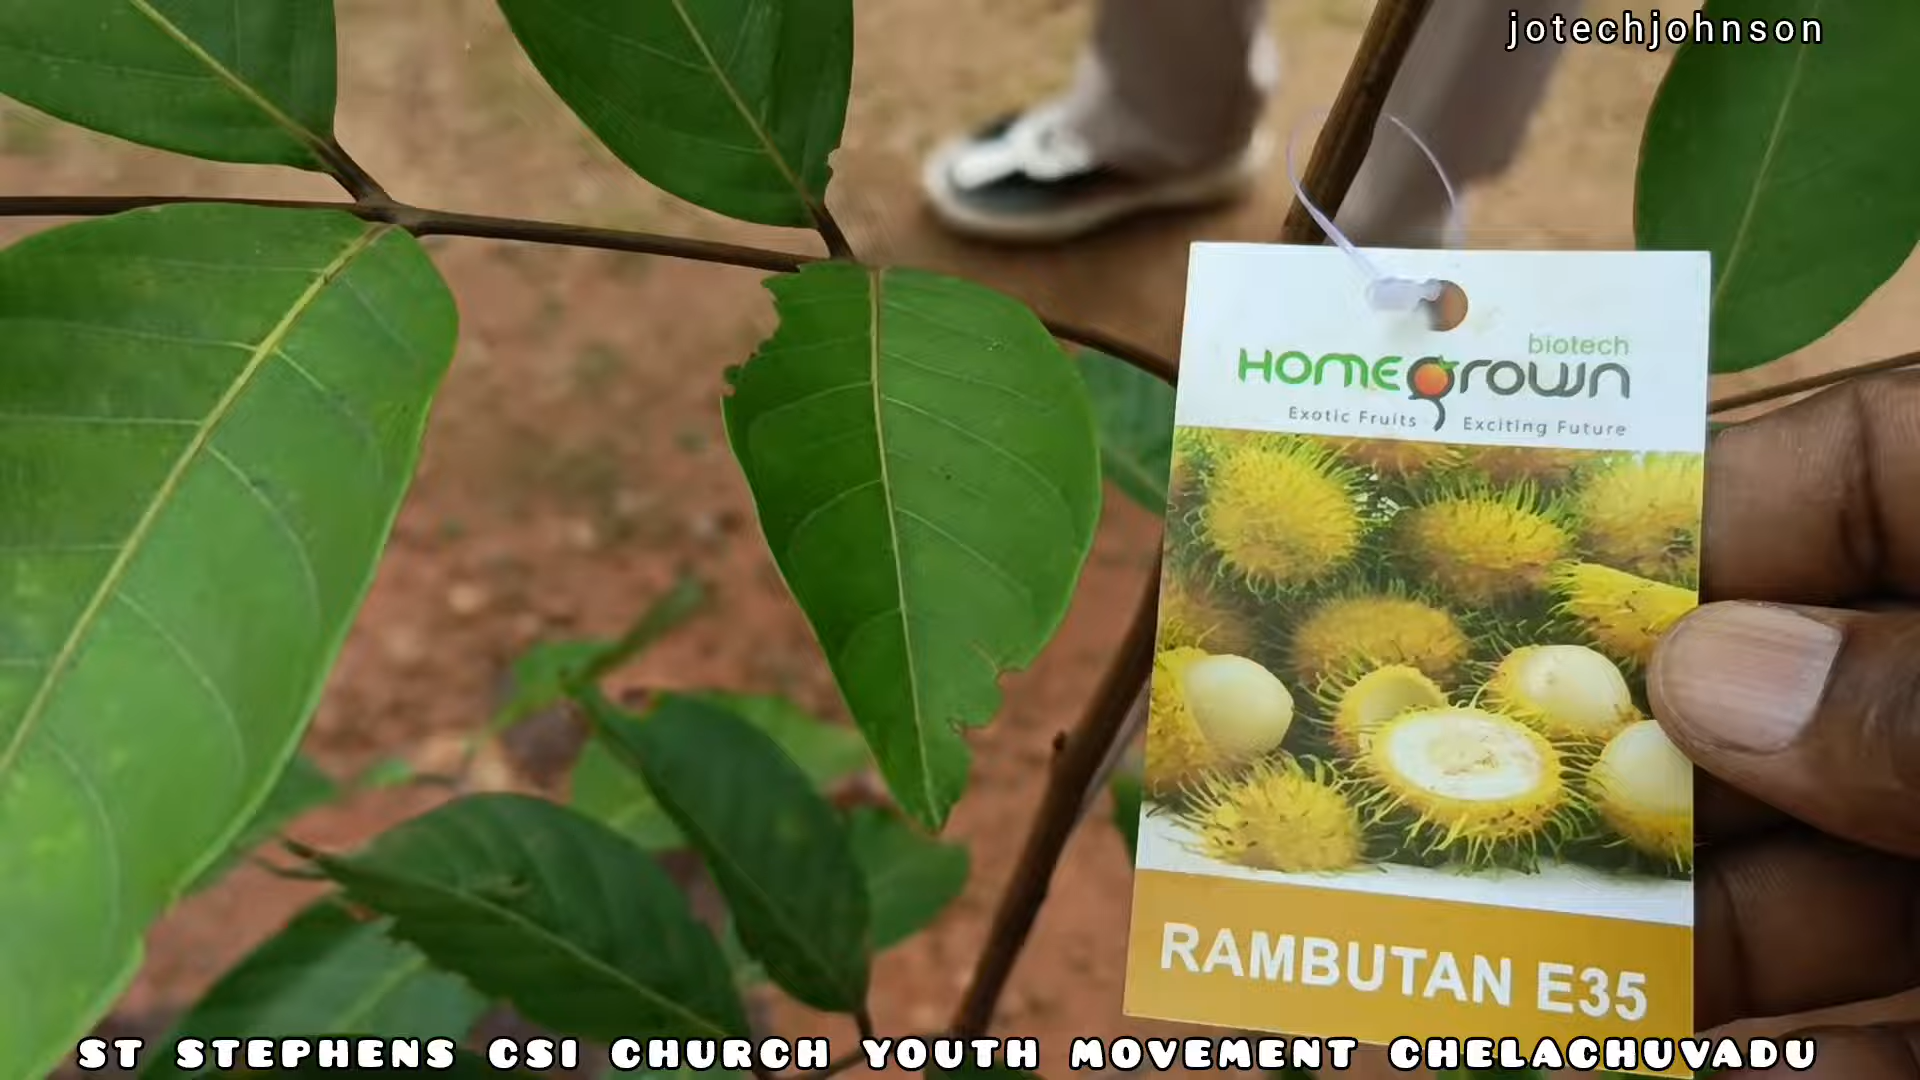 jotechjohnson
biotech
HOMEgrown
Exotic Fruits Exciting Future
RAMBUTAN E35
ST STEPHENS CSI CHURCH YOUTH MOVEMENT CHELACHUVADU